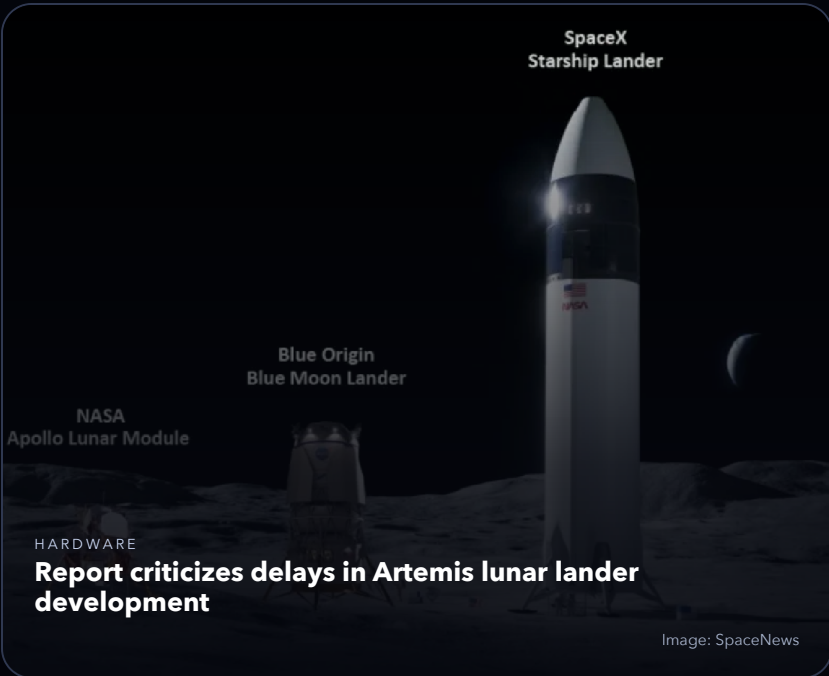 SpaceX
Starship Lander
Blue Origin
Blue Moon Lander
NASA
Apollo Lunar Module
NASA
HARDWARE
Report criticizes delays in Artemis lunar lander
development
Image: SpaceNews